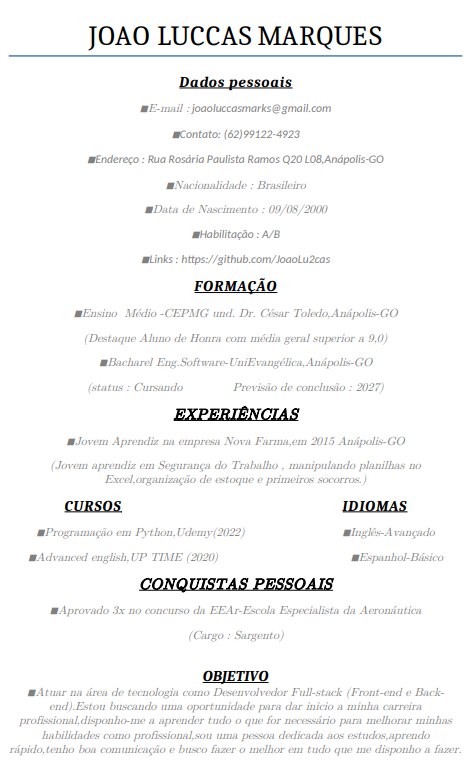 JOAO LUCCAS MARQUES
Dados pessoais
■E-mail : joaoluccasmarks@gmail.com
■Contato: (62)99122-4923
■Endereço : Rua Rosária Paulista Ramos Q20 L08,Anápolis-GO
■Nacionalidade : Brasileiro
■Data de Nascimento : 09/08/2000
■Habilitação : A/B
■Links : https://github.com/JoaoLu2cas
FORMAÇÃO
■Ensino Médio -CEPMG und. Dr. César Toledo,Anápolis-GO
(Destaque Aluno de Honra com média geral superior a 9,0)
■Bacharel Eng.Software-UniEvangélica,Anápolis-GO
(status : Cursando Previsão de conclusão : 2027)
EXPERIÊNCIAS
■Jovem Aprendiz na empresa Nova Farma,em 2015 Anápolis-GO
(Jovem aprendiz em Segurança do Trabalho , manipulando planilhas no
Excel,organização de estoque e primeiros socorros.)
CURSOS
■Programação em Python,Udemy(2022)
■Advanced english,UP TIME (2020)
IDIOMAS
■Inglês-Avançado
■Espanhol-Básico
CONQUISTAS PESSOAIS
■Aprovado 3x no concurso da EEAr-Escola Especialista da Aeronáutica
(Cargo : Sargento)
OBJETIVO
■Atuar na área de tecnologia como Desenvolvedor Full-stack (Front-end e Back-
end).Estou buscando uma oportunidade para dar inicio a minha carreira
profissional,disponho-me a aprender tudo o que for necessário para melhorar minhas
habilidades como profissional,sou uma pessoa dedicada aos estudos,aprendo
rápido,tenho boa comunicação e busco fazer o melhor em tudo que me disponho a fazer.